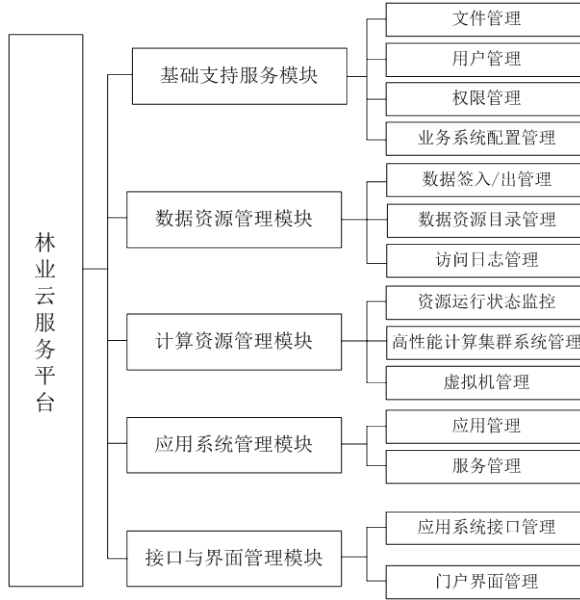 林业云服务平台
基础支持服务模块
文件管理
用户管理
权限管理
业务系统配置管理
数据资源管理模块
数据签入/出管理
数据资源目录管理
访问日志管理
计算资源管理模块
资源运行状态监控
高性能计算集群系统管理
虚拟机管理
应用系统管理模块
应用管理
服务管理
接口与界面管理模块
应用系统接口管理
门户界面管理